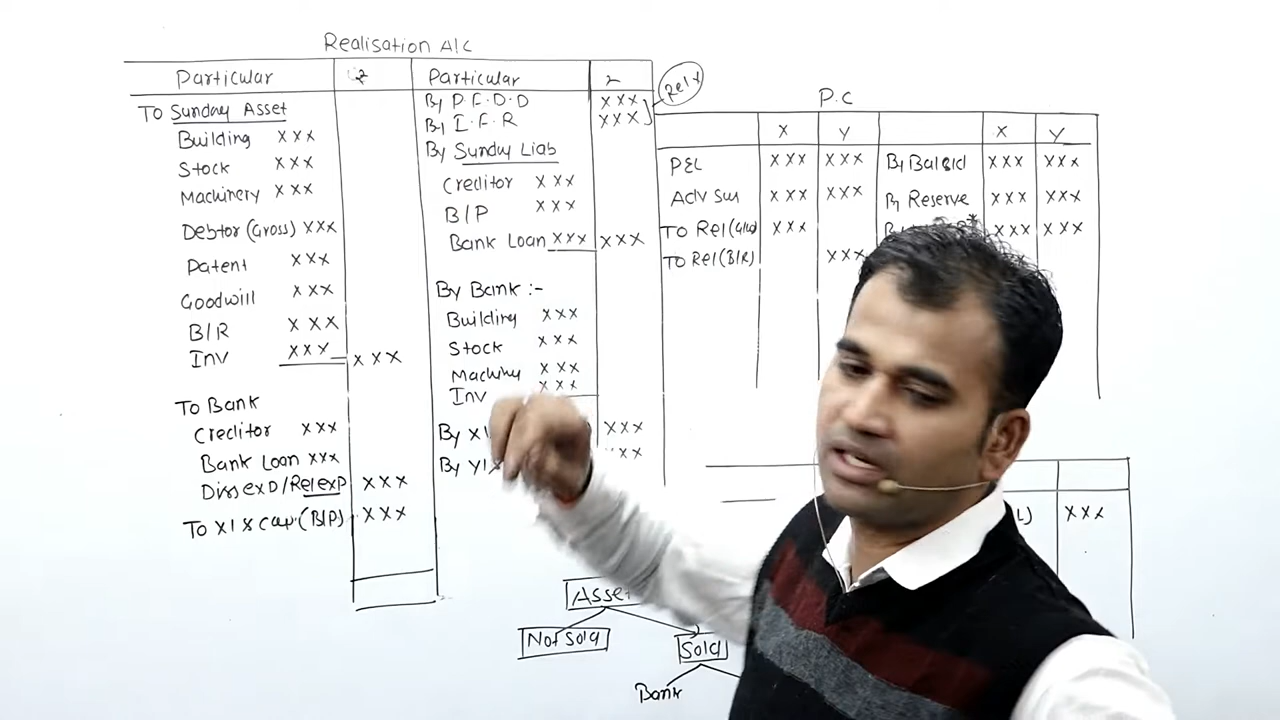 Realisation A/C
Particular ₹ Particular ₹
To Sunday Asset
Building xxx
Stock xxx
Machinery xxx
Debtor (Gross) xxx
Patent xxx
Goodwill xxx
B/R xxx
Inv xxx xxx
To Bank
Creditor xxx
Bank Loan xxx
Diss exp/Rel exp xxx
To X's Cap. (B/P) xxx
By P.F.D.D xxx
By I.F.R xxx
By Sunday Liab
Creditor xxx
B/P xxx
Bank Loan xxx xxx
By Bank :-
Building xxx
Stock xxx
Machiny xxx
Inv xxx
By X' xxx
By Y' xxx
Rel x
P.C
X Y X Y
P&L xxx xxx By Bal b/d xxx xxx
Adv Sus xxx xxx By Reserve xxx xxx
To Rel (G/W) xxx xxx xxx
To Rel (B/R) xxx
L) xxx
Asset
Not Sold
Sold
Bank